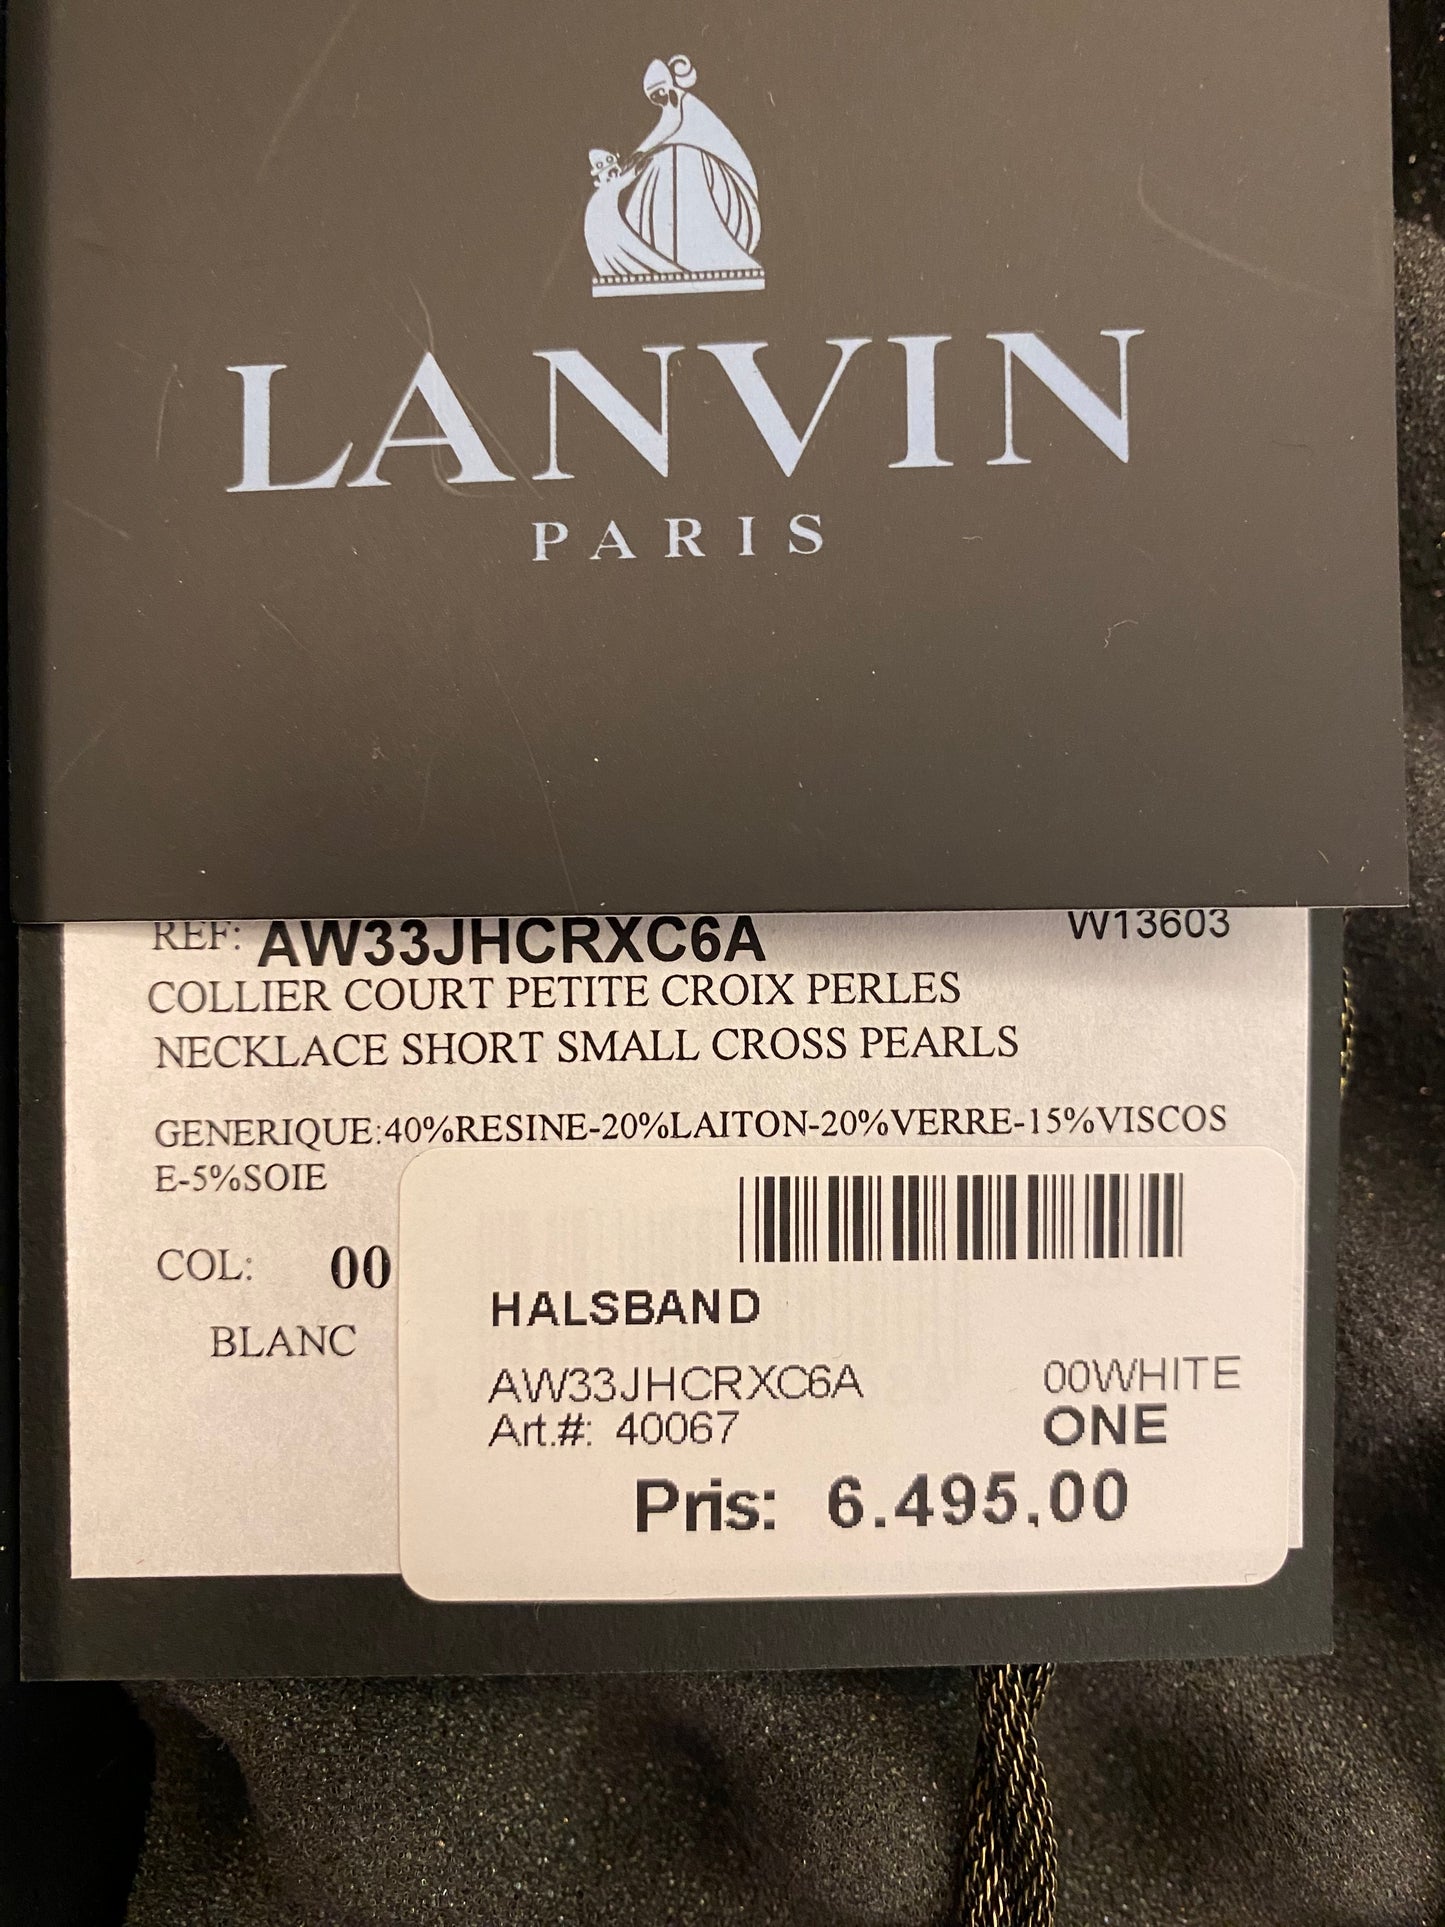 LANVIN
PARIS
REF: AW33JHCRXC6A W13603
COLLIER COURT PETITE CROIX PERLES
NECKLACE SHORT SMALL CROSS PEARLS
GENERIQUE:40%RESINE-20%LAITON-20%VERRE-15%VISCOS
E-5%SOIE
COL: 00
BLANC
HALSBAND
AW33JHCRXC6A 00WHITE
Art.#: 40067 ONE
Pris: 6.495,00